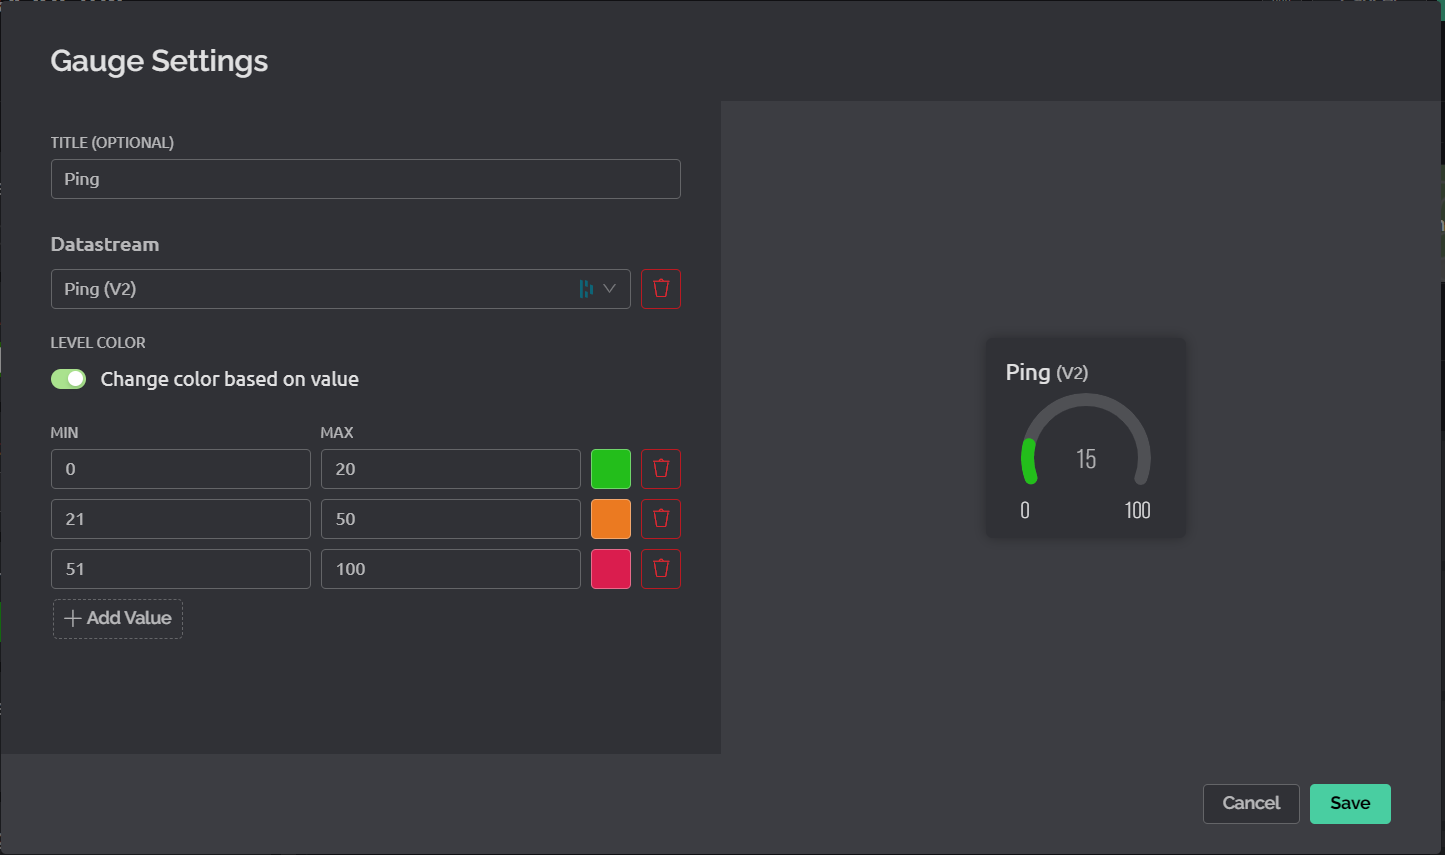 Gauge Settings
TITLE (OPTIONAL)
Ping
Datastream
Ping (V2)
LEVEL COLOR
Change color based on value
MIN MAX
0 20
21 50
51 100
Add Value
Ping (V2)
15
0 100
Cancel Save